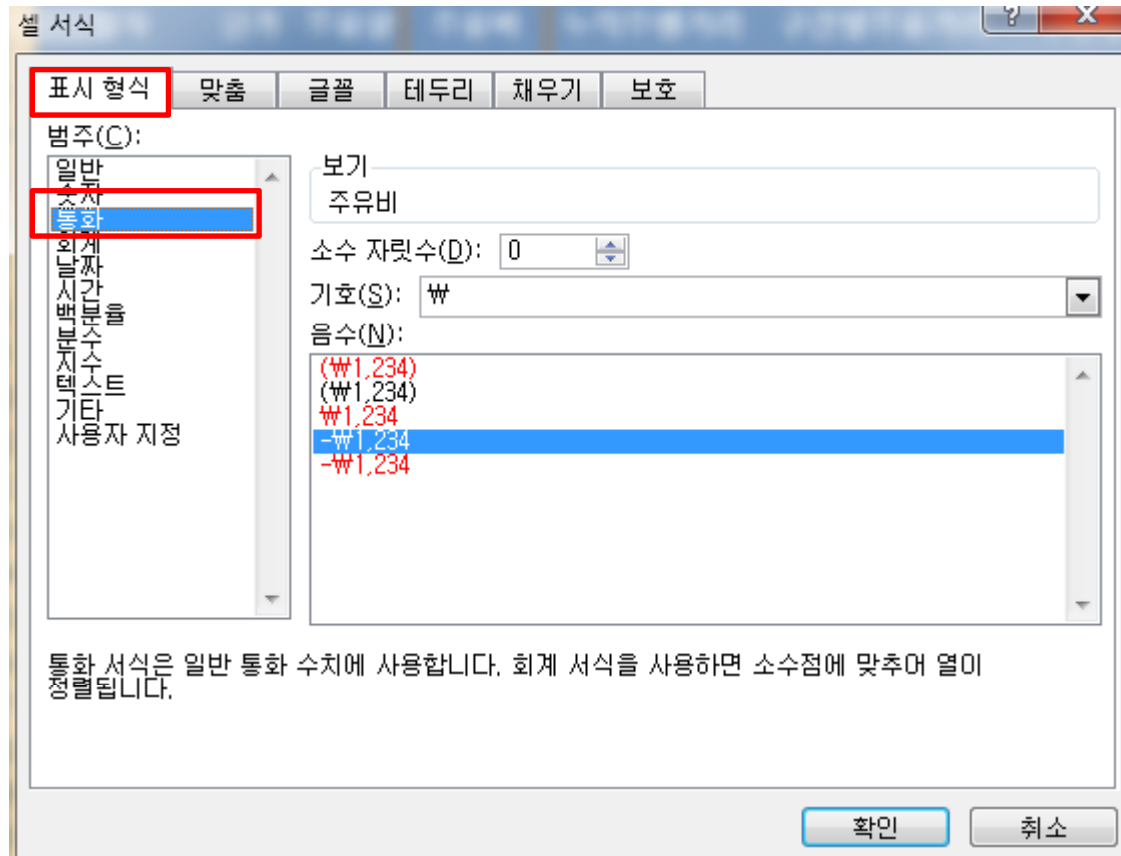 셀 서식
표시 형식 맞춤 글꼴 테두리 채우기 보호
범주(C):
일반
숫자
통화
회계
날짜
시간
백분율
분수
지수
텍스트
기타
사용자 지정
보기
주유비
소수 자릿수(D): 0
기호(S): ₩
음수(N):
(₩1,234)
(₩1,234)
₩1,234
-₩1,234
-₩1,234
통화 서식은 일반 통화 수치에 사용합니다. 회계 서식을 사용하면 소수점에 맞추어 열이
정렬됩니다.
확인 취소